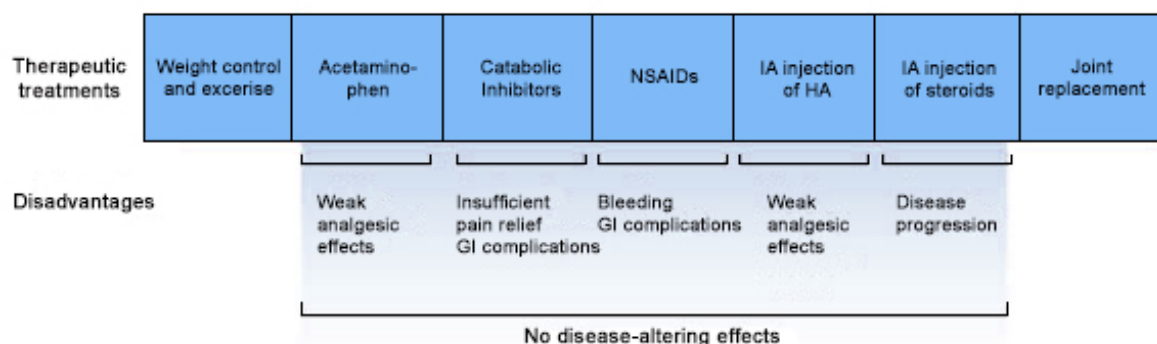 Therapeutic
treatments
Weight control
and excerise
Acetamino-
phen
Catabolic
Inhibitors
NSAIDs
IA injection
of HA
IA injection
of steroids
Joint
replacement
Disadvantages
Weak
analgesic
effects
Insufficient
pain relief
GI complications
Bleeding
GI complications
Weak
analgesic
effects
Disease
progression
No disease-altering effects